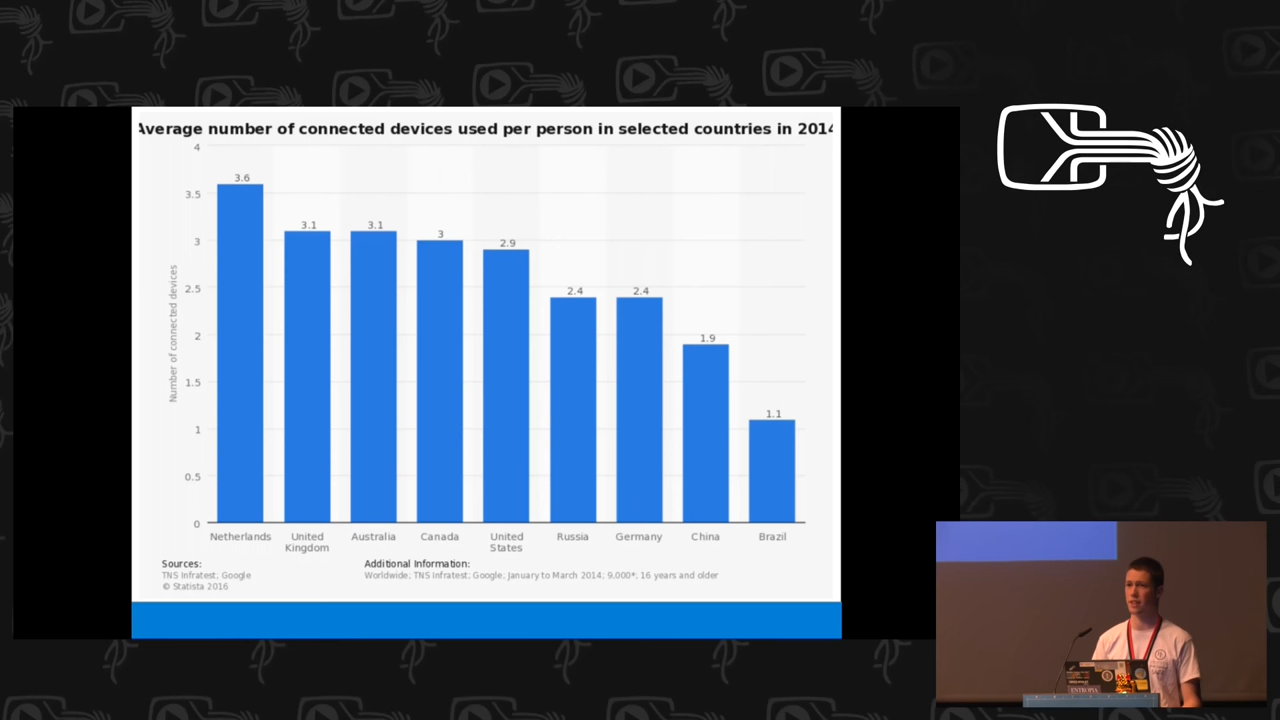 Average number of connected devices used per person in selected countries in 2014
4
3.5
3
2.5
2
1.5
1
0.5
0
Number of connected devices
3.6
3.1
3.1
3
2.9
2.4
2.4
1.9
1.1
Netherlands
United
Kingdom
Australia
Canada
United
States
Russia
Germany
China
Brazil
Sources:
TNS Infratest; Google
© Statista 2016
Additional Information:
Worldwide; TNS Infratest; Google; January to March 2014; 9,000*; 16 years and older
ENTROPIA